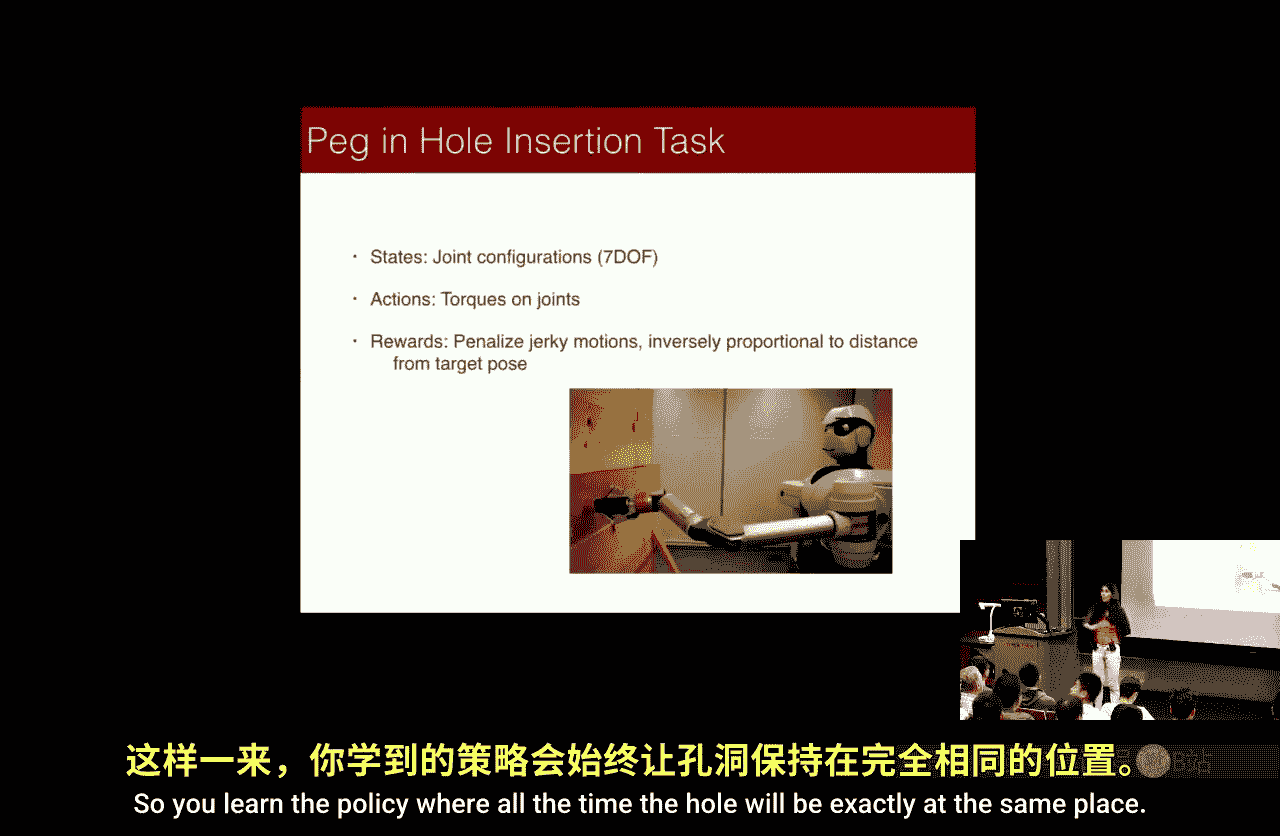 Peg in Hole Insertion Task
· States: Joint configurations (7DOF)
· Actions: Torques on joints
· Rewards: Penalize jerky motions, inversely proportional to distance
from target pose
这样一来，你学到的策略会始终让孔洞保持在完全相同的位置。
So you learn the policy where all the time the hole will be exactly at the same place.